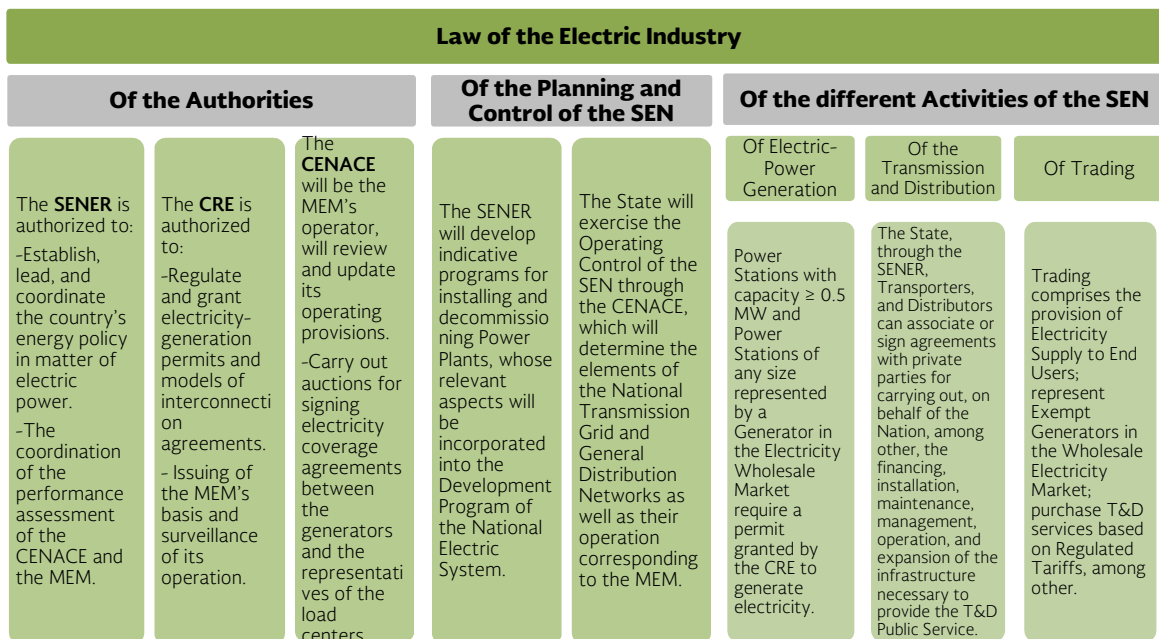 Law of the Electric Industry
Of the Authorities
The SENER is
authorized to:
-Establish,
lead, and
coordinate
the country's
energy policy
in matter of
electric
power.
-The
coordination
of the
performance
assessment
of the
CENACE and
the MEM.
The CRE is
authorized
to:
-Regulate
and grant
electricity-
generation
permits and
models of
interconnecti
on
agreements.
- Issuing of
the MEM's
basis and
surveillance
of its
operation.
The
CENACE
will be the
MEM's
operator,
will review
and update
its
operating
provisions.
-Carry out
auctions for
signing
electricity
coverage
agreements
between
the
generators
and the
representati
ves of the
load
centers
Of the Planning and
Control of the SEN
The SENER
will develop
indicative
programs for
installing and
decommissio
ning Power
Plants, whose
relevant
aspects will
be
incorporated
into the
Development
Program of
the National
Electric
System.
The State will
exercise the
Operating
Control of the
SEN through
the CENACE,
which will
determine the
elements of
the National
Transmission
Grid and
General
Distribution
Networks as
well as their
operation
corresponding
to the MEM.
Of the different Activities of the SEN
Of Electric-
Power
Generation
Power
Stations with
capacity ≥ 0.5
MW and
Power
Stations of
any size
represented
by a
Generator in
the Electricity
Wholesale
Market
require a
permit
granted by
the CRE to
generate
electricity.
Of the
Transmission
and Distribution
The State,
through the
SENER,
Transporters,
and Distributors
can associate or
sign agreements
with private
parties for
carrying out, on
behalf of the
Nation, among
other, the
financing,
installation,
maintenance,
management,
operation, and
expansion of the
infrastructure
necessary to
provide the T&D
Public Service.
Of Trading
Trading
comprises the
provision of
Electricity
Supply to End
Users;
represent
Exempt
Generators in
the Wholesale
Electricity
Market;
purchase T&D
services based
on Regulated
Tariffs, among
other.